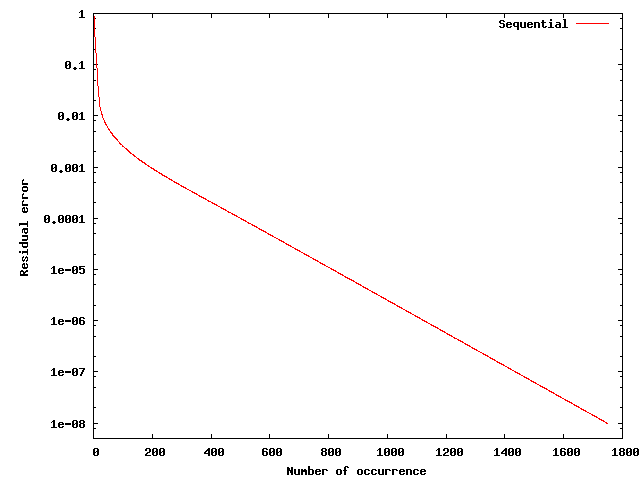 Sequential
1
0.1
0.01
0.001
0.0001
1e-05
1e-06
1e-07
1e-08
Residual error
0 200 400 600 800 1000 1200 1400 1600 1800
Number of occurrence